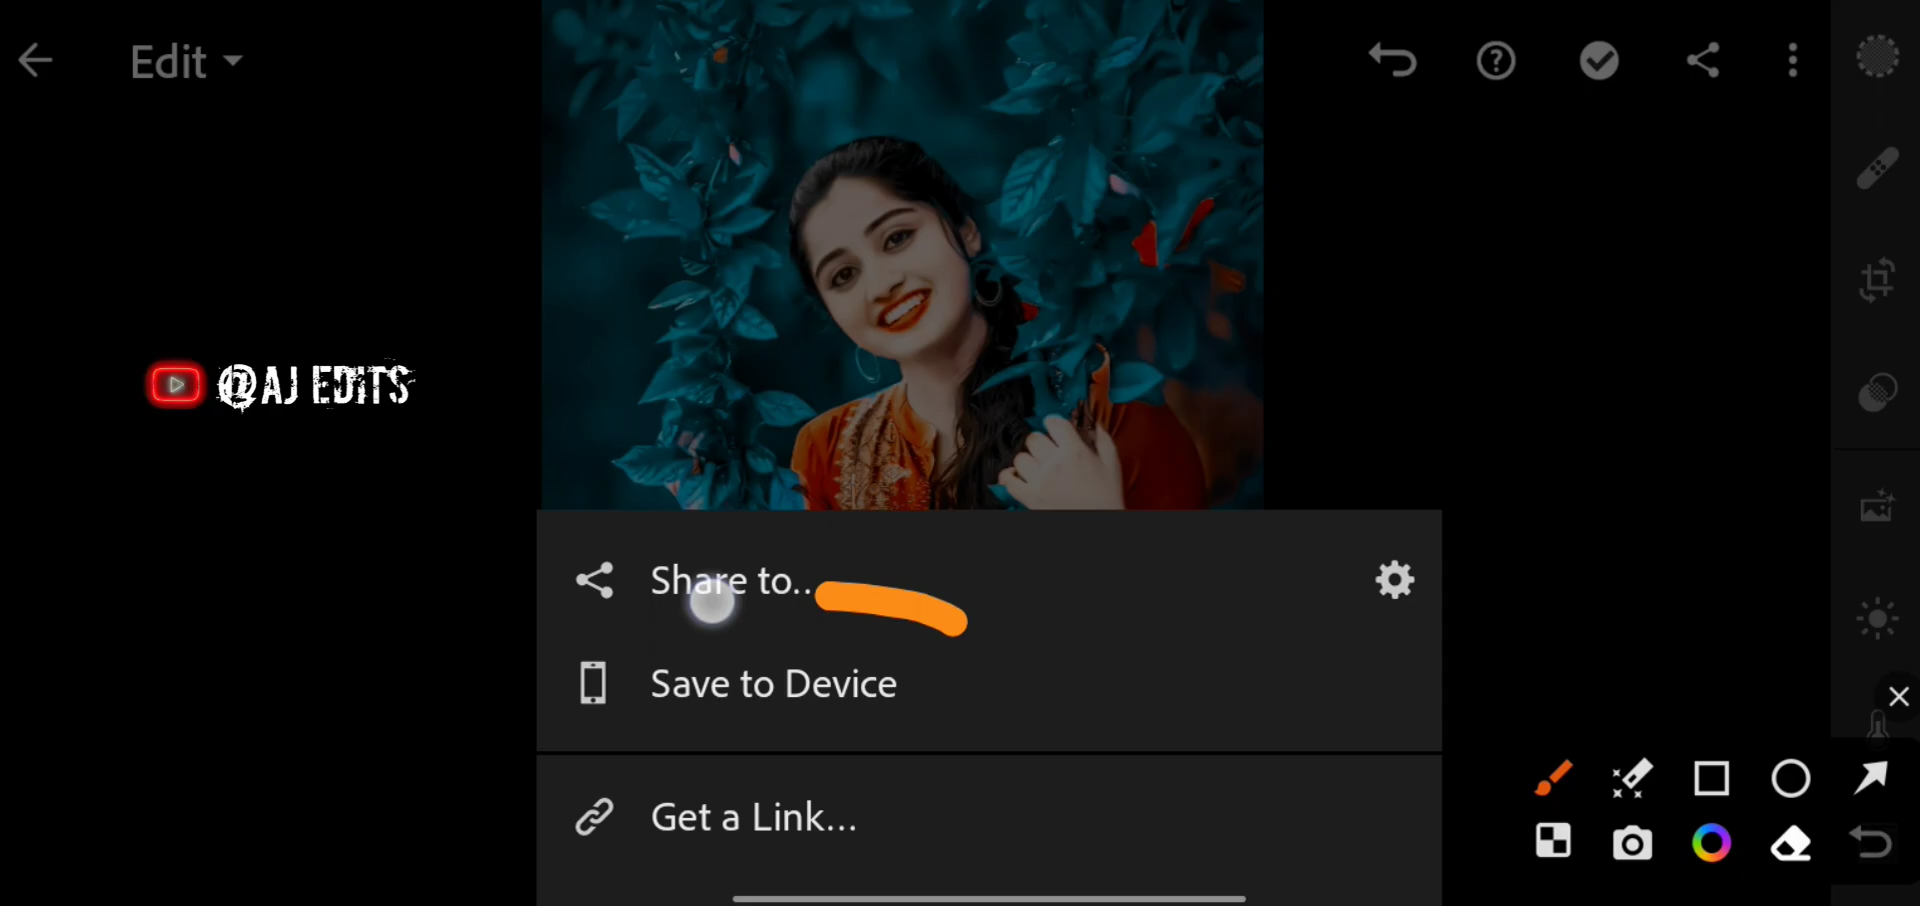 Edit
@AJ EDITS
Share to...
Save to Device
Get a Link...